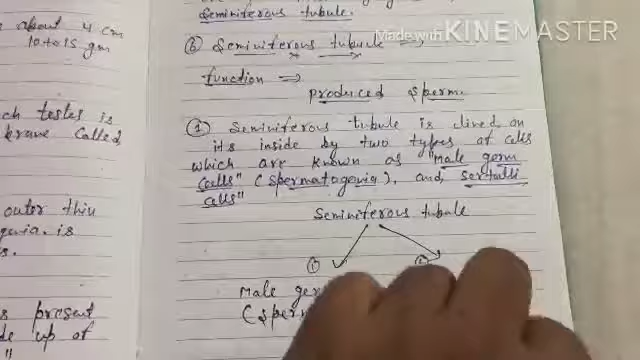 n about 4 cm
10 to 15 gm
ch testes is
called
outer thin
is
s.
s present
de up of
seminiferous tubule.
Made with KINEMASTER
② Seminiferous tubule ⇒
function ⇒
produced sperm
① Seminiferous tubule is lined on
its inside by two types of cells
which are known as "Male germ
cells" (spermatogonia), and, sertulli
cells"
Seminiferous tubule
①
Male ger
(sper